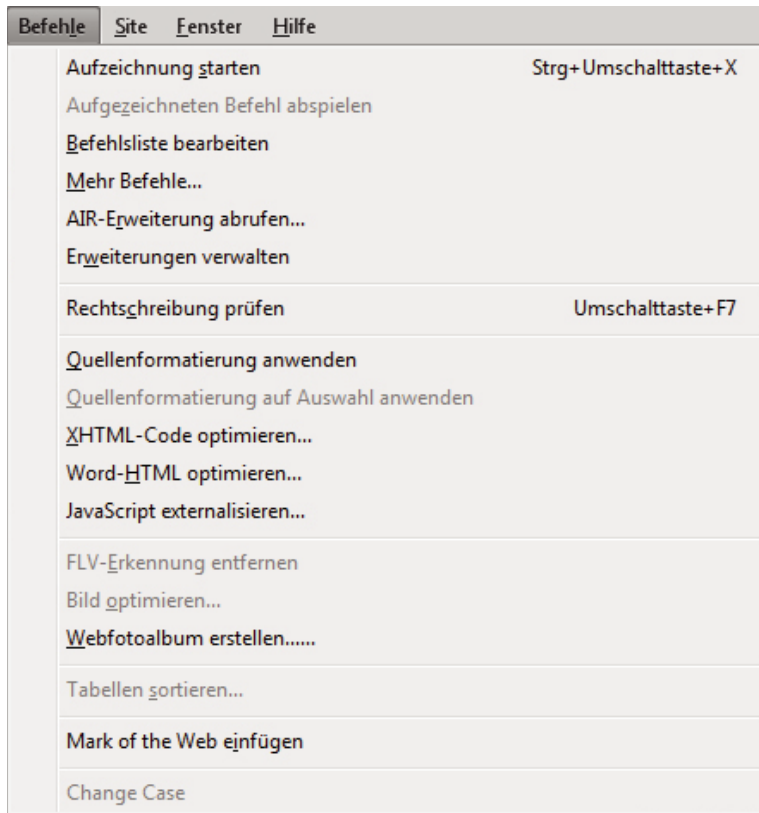 Befehle Site Fenster Hilfe
Aufzeichnung starten Strg+Umschalttaste+X
Aufgezeichneten Befehl abspielen
Befehlsliste bearbeiten
Mehr Befehle...
AIR-Erweiterung abrufen...
Erweiterungen verwalten
Rechtschreibung prüfen Umschalttaste+F7
Quellenformatierung anwenden
Quellenformatierung auf Auswahl anwenden
XHTML-Code optimieren...
Word-HTML optimieren...
JavaScript externalisieren...
FLV-Erkennung entfernen
Bild optimieren...
Webfotoalbum erstellen......
Tabellen sortieren...
Mark of the Web einfügen
Change Case